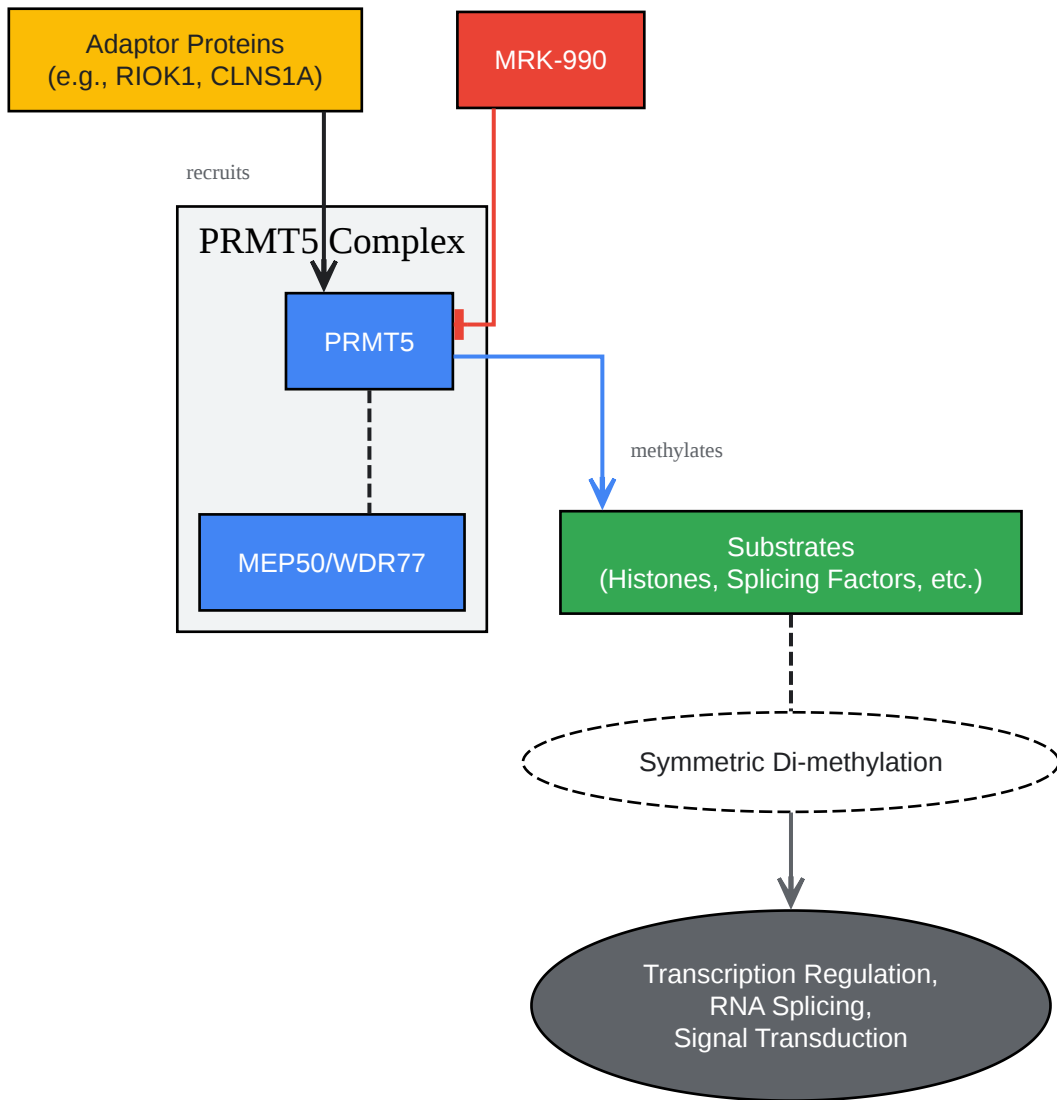 Adaptor Proteins
(e.g., RIOK1, CLNS1A)
MRK-990
recruits
PRMT5 Complex
PRMT5
methylates
MEP50/WDR77
Substrates
(Histones, Splicing Factors, etc.)
Symmetric Di-methylation
Transcription Regulation,
RNA Splicing,
Signal Transduction